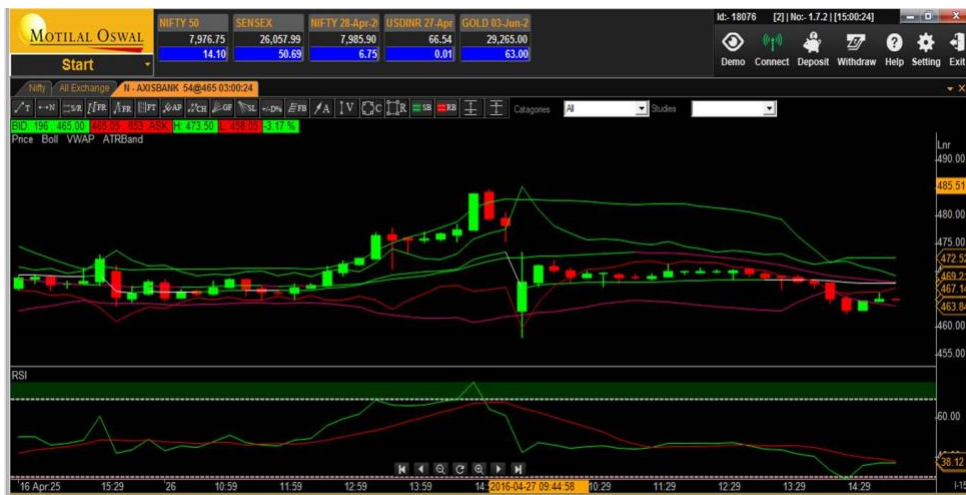 MOTILAL OSWAL
Start
NIFTY 50
7,976.75
14.10
SENSEX
26,057.99
50.69
NIFTY 28-Apr-2
7,985.90
6.75
USDINR 27-Apr
66.54
0.01
GOLD 03-Jun-2
29,265.00
63.00
Id:- 18076 [2] | No:- 1.7.2 | [15:00:24]
Demo Connect Deposit Withdraw Help Setting Exit
Nifty All Exchange N - AXISBANK 54@465 03:00:24
Catagories All Studies
BID. 196 . 465.00 465.05 . 853 .ASK H: 473.50 L: 458.05 -3.17 %
Price Boll VWAP ATRBand
Lnr
490.00
485.51
480.00
475.00
472.52
469.23
467.14
463.84
460.00
455.00
RSI
60.00
38.12
'16 Apr:25 15:29 '26 10:59 11:59 12:59 13:59 14: 2016-04-27 09:44:58 10:29 11:29 12:29 13:29 14:29 I-15